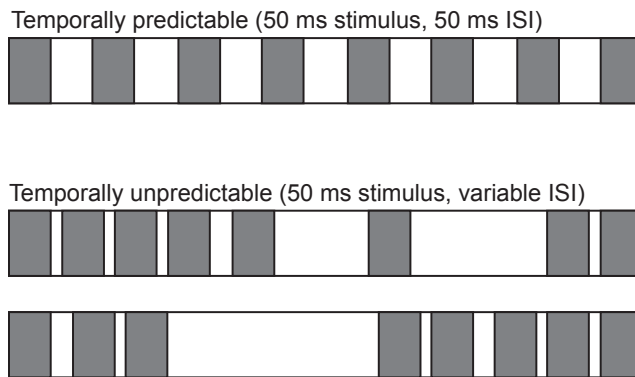 Temporally predictable (50 ms stimulus, 50 ms ISI)
Temporally unpredictable (50 ms stimulus, variable ISI)